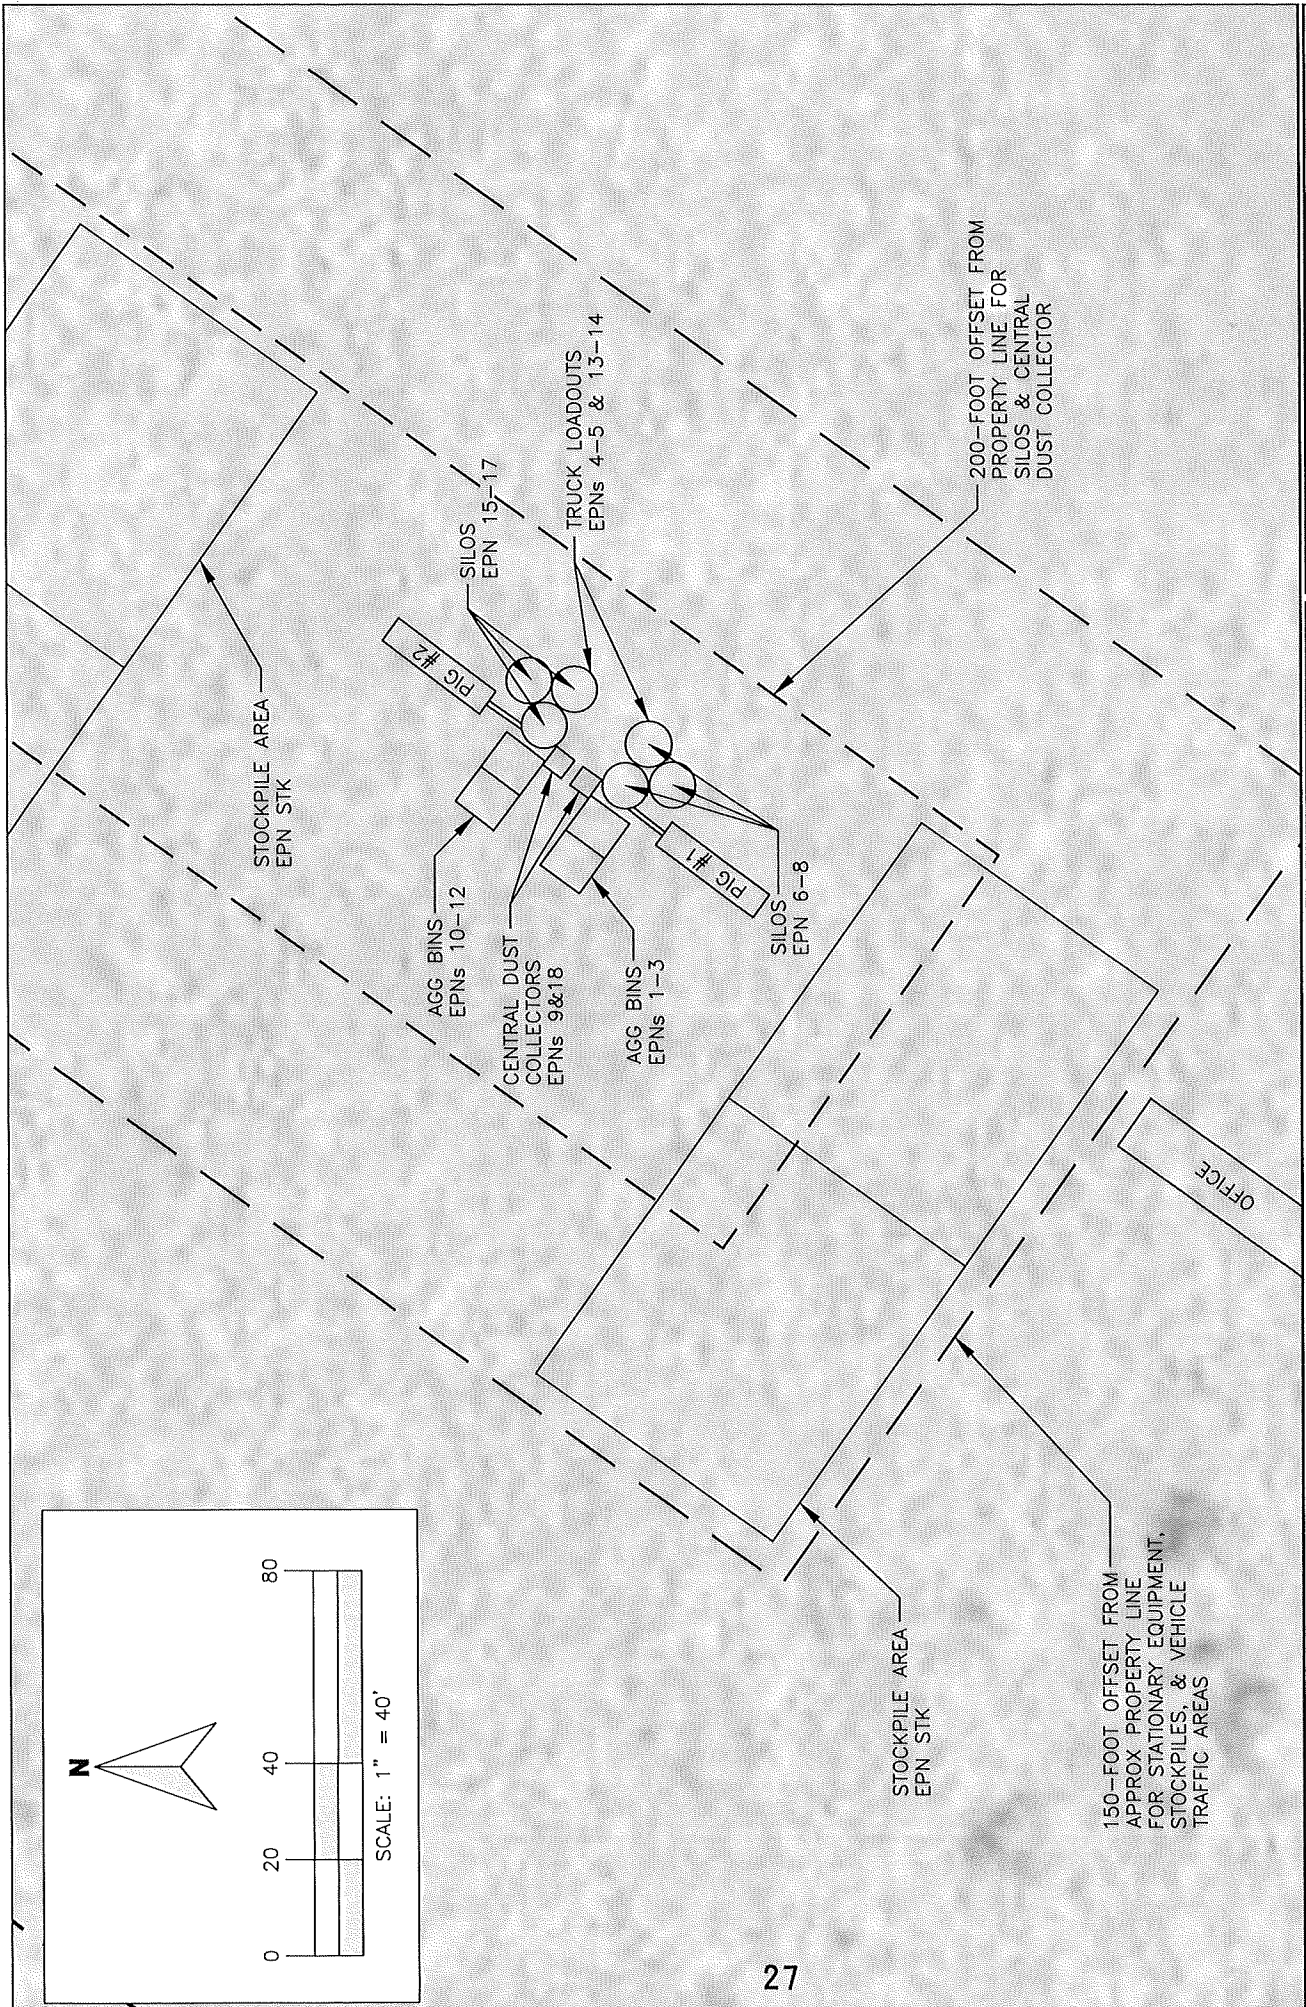 N
0
20
40
80
SCALE: 1" = 40'
STOCKPILE AREA
EPN STK
AGG BINS
EPNs 10-12
CENTRAL DUST
COLLECTORS
EPNs 9&18
AGG BINS
EPNs 1-3
PIG #2
PIG #1
SILOS
EPN 15-17
TRUCK LOADOUTS
EPNs 4-5 & 13-14
SILOS
EPN 6-8
200-FOOT OFFSET FROM
PROPERTY LINE FOR
SILOS & CENTRAL
DUST COLLECTOR
STOCKPILE AREA
EPN STK
150-FOOT OFFSET FROM
APPROX PROPERTY LINE
FOR STATIONARY EQUIPMENT,
STOCKPILES, & VEHICLE
TRAFFIC AREAS
OFFICE
27